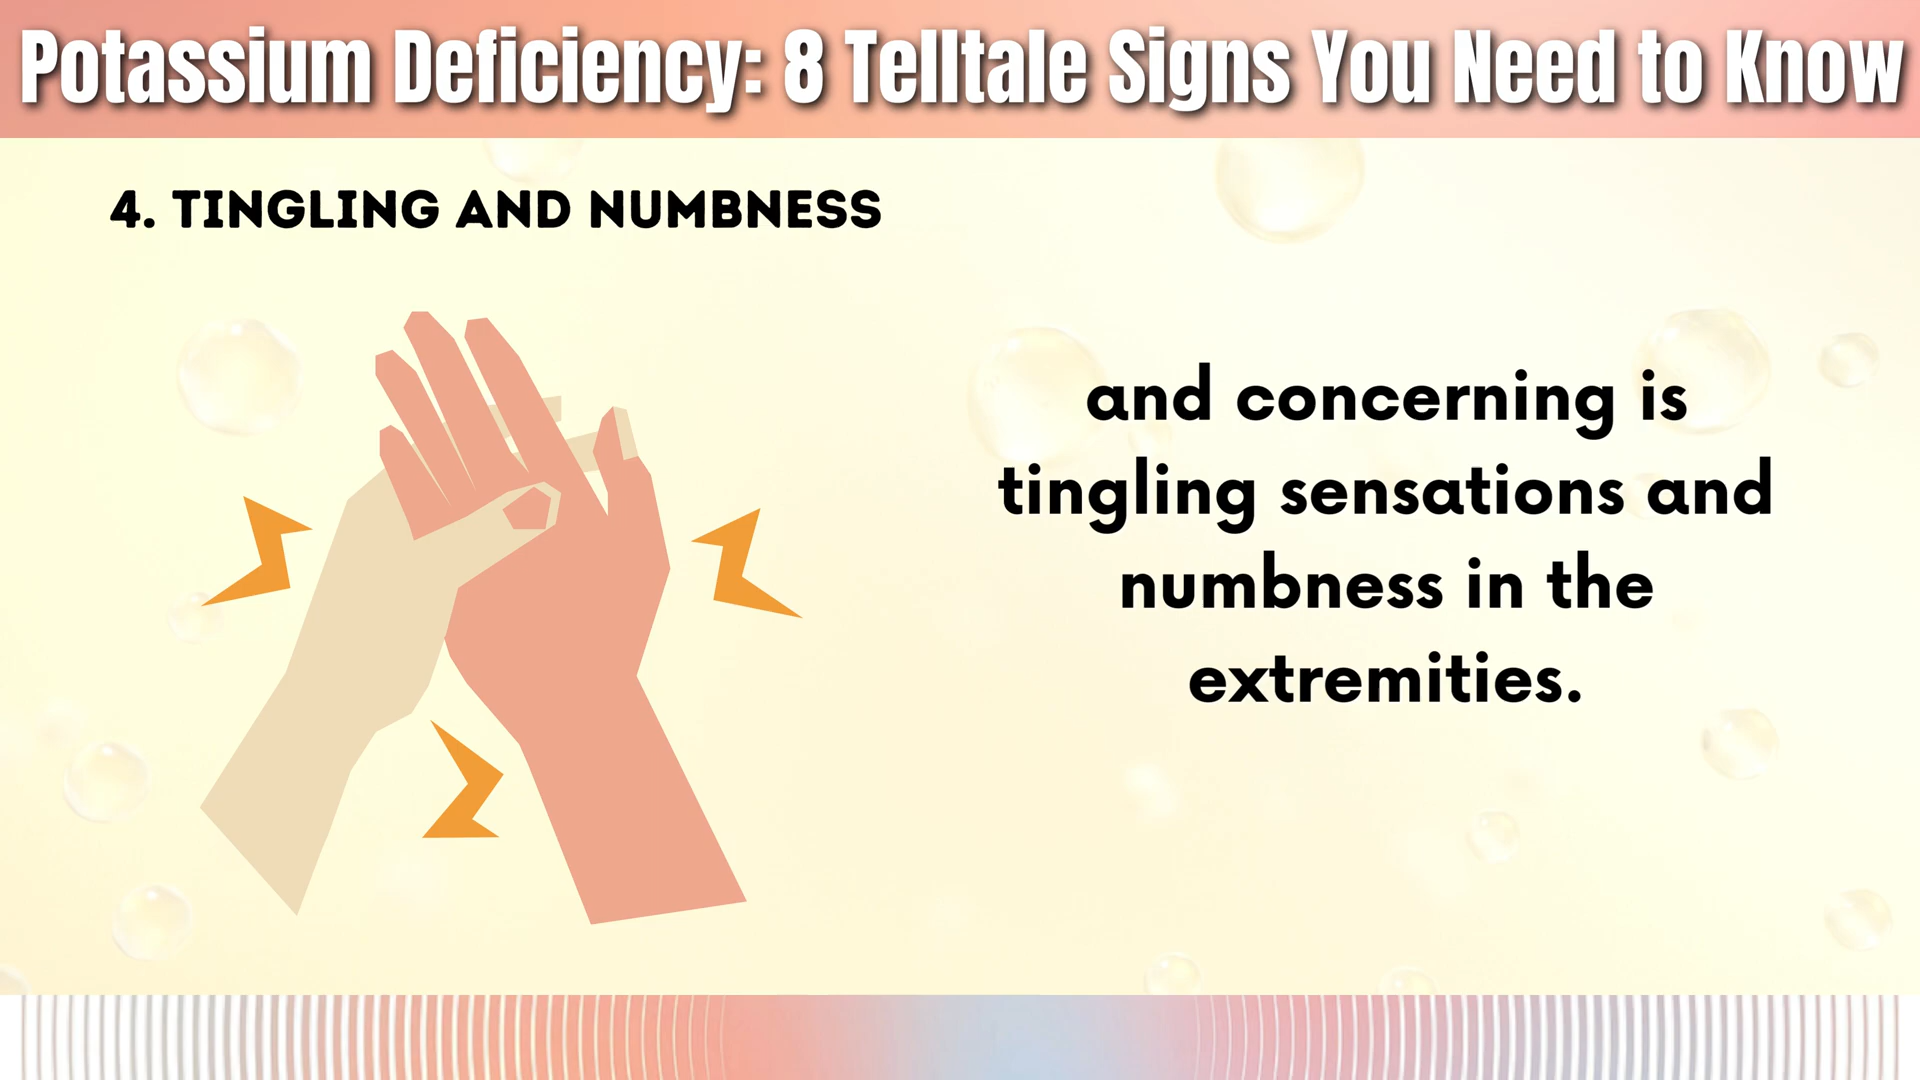 Potassium Deficiency: 8 Telltale Signs You Need to Know
4. TINGLING AND NUMBNESS
and concerning is
tingling sensations and
numbness in the
extremities.